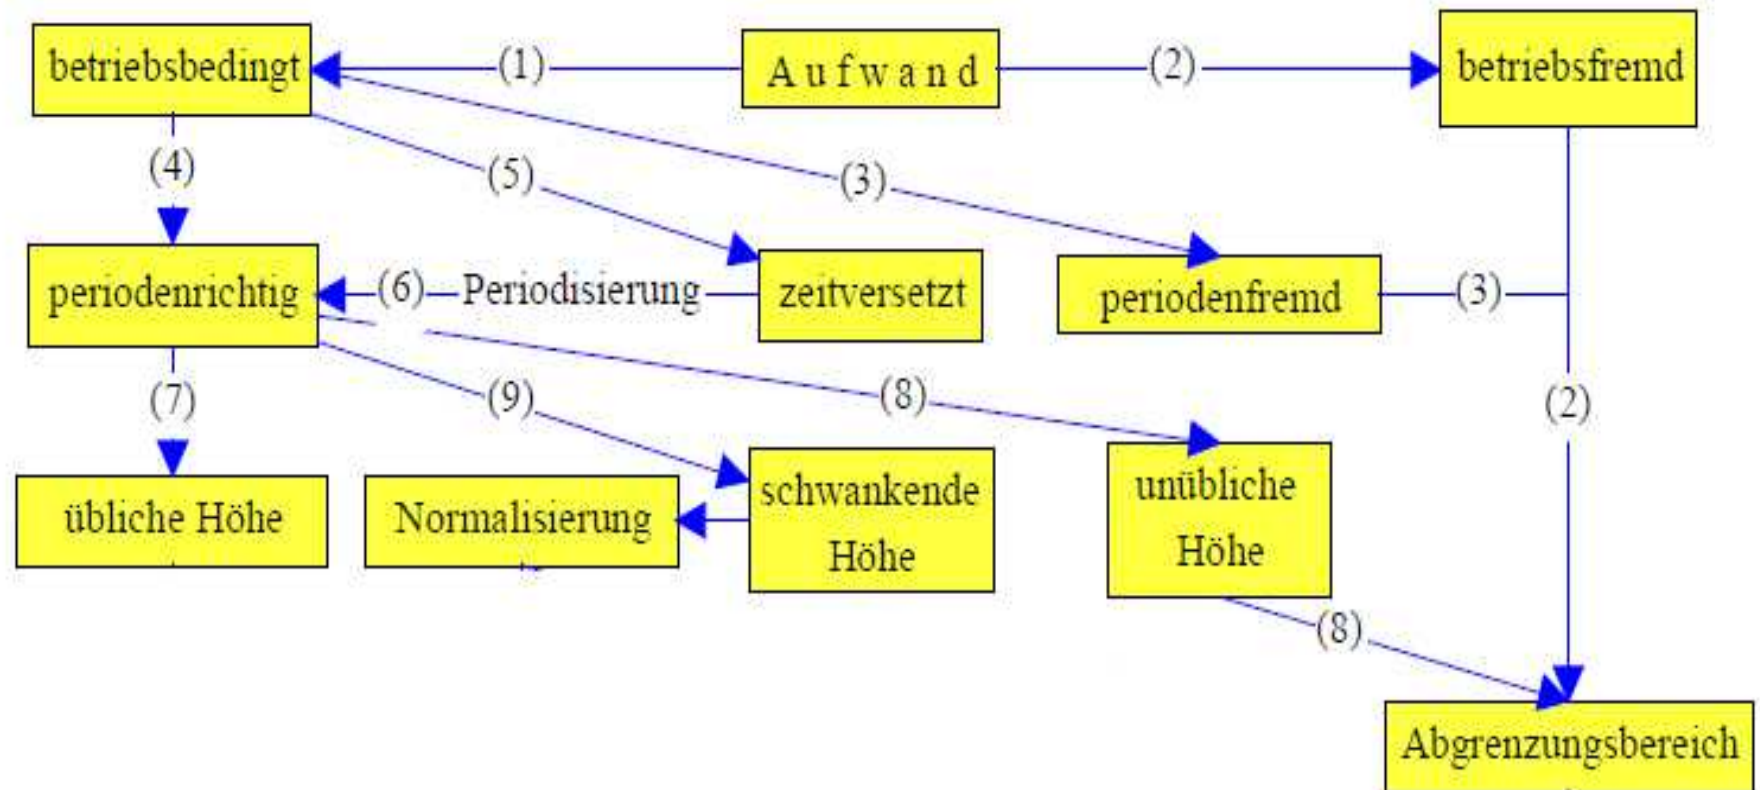 betriebsbedingt
(1)
A u f w a n d
(2)
betriebsfremd
(4)
(5)
(3)
periodenrichtig
(6)
Periodisierung
zeitversetzt
periodenfremd
(3)
(7)
(9)
(8)
(2)
übliche Höhe
Normalisierung
schwankende
Höhe
unübliche
Höhe
(8)
Abgrenzungsbereich